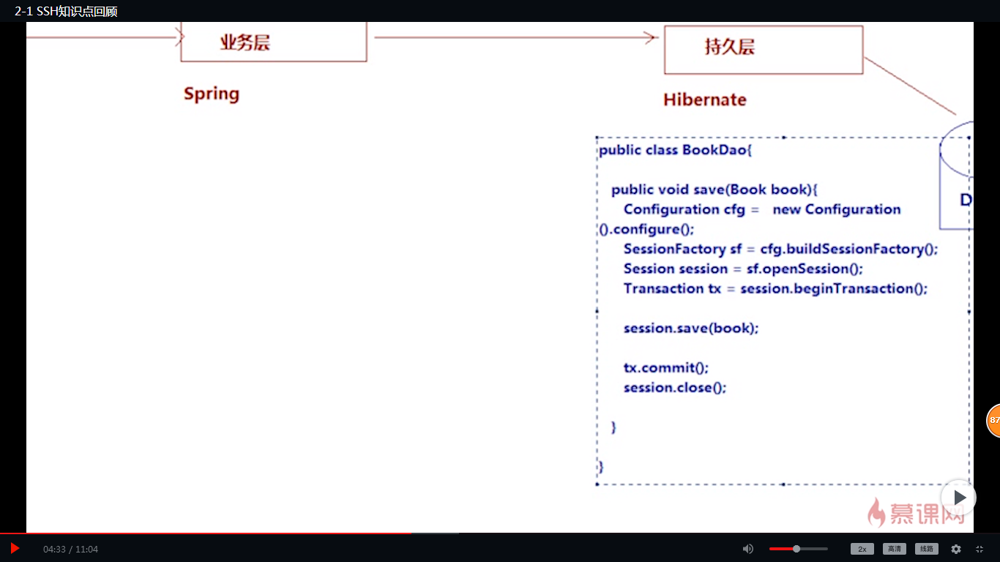 2-1 SSH知识点回顾
业务层
持久层
Spring
Hibernate
D
public class BookDao{
public void save(Book book){
Configuration cfg = new Configuration
().configure();
SessionFactory sf = cfg.buildSessionFactory();
Session session = sf.openSession();
Transaction tx = session.beginTransaction();
session.save(book);
tx.commit();
session.close();
}
}
87
慕课网
04:33 / 11:04
2x
高清
线路